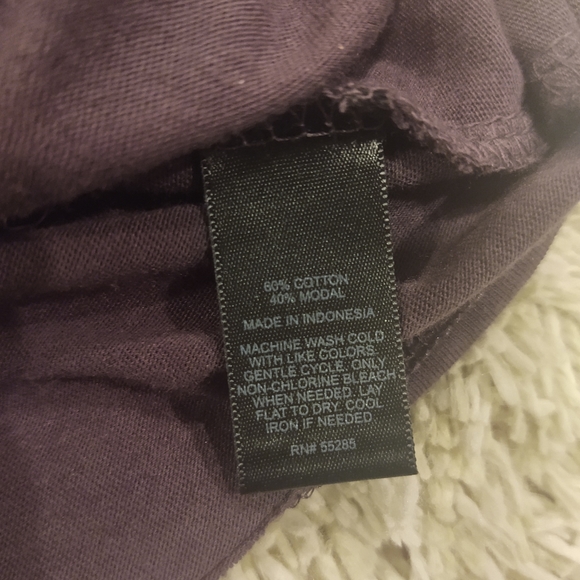 60% COTTON
40% MODAL
MADE IN INDONESIA
MACHINE WASH COLD
WITH LIKE COLORS.
GENTLE CYCLE. ONLY
NON-CHLORINE BLEACH
WHEN NEEDED. LAY
FLAT TO DRY. COOL
IRON IF NEEDED.
RN# 55285